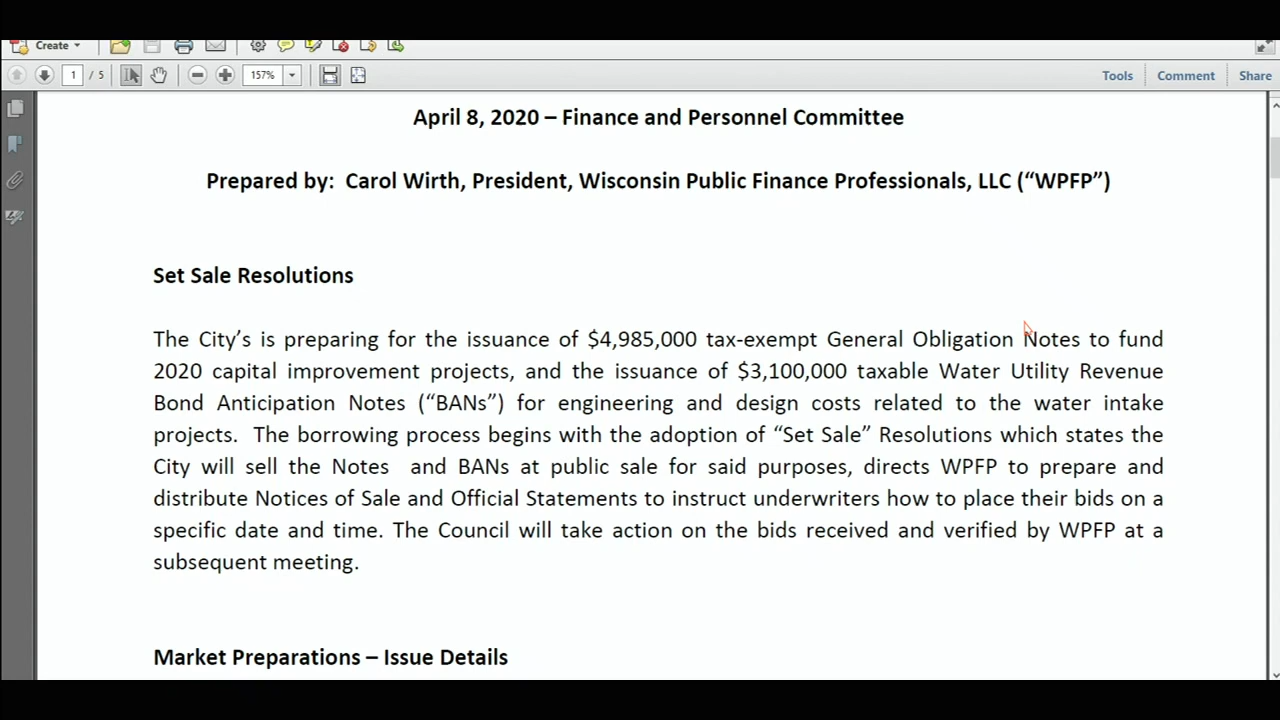 Create
1 / 5
157%
Tools
Comment
Share
April 8, 2020 – Finance and Personnel Committee
Prepared by:  Carol Wirth, President, Wisconsin Public Finance Professionals, LLC (“WPFP”)
Set Sale Resolutions
The City’s is preparing for the issuance of $4,985,000 tax-exempt General Obligation Notes to fund
2020 capital improvement projects, and the issuance of $3,100,000 taxable Water Utility Revenue
Bond Anticipation Notes (“BANs”) for engineering and design costs related to the water intake
projects.  The borrowing process begins with the adoption of “Set Sale” Resolutions which states the
City will sell the Notes  and BANs at public sale for said purposes, directs WPFP to prepare and
distribute Notices of Sale and Official Statements to instruct underwriters how to place their bids on a
specific date and time. The Council will take action on the bids received and verified by WPFP at a
subsequent meeting.
Market Preparations – Issue Details